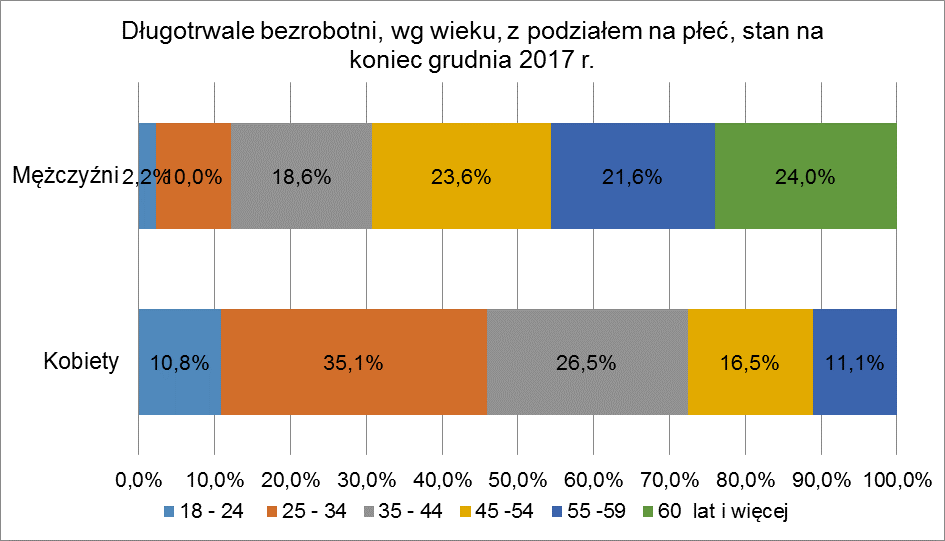 Długotrwale bezrobotni, wg wieku, z podziałem na płeć, stan na
koniec grudnia 2017 r.
Mężczyźni 2,2% 10,0% 18,6% 23,6% 21,6% 24,0%
Kobiety 10,8% 35,1% 26,5% 16,5% 11,1%
0,0% 10,0% 20,0% 30,0% 40,0% 50,0% 60,0% 70,0% 80,0% 90,0% 100,0%
18 - 24 25 - 34 35 - 44 45 -54 55 -59 60 lat i więcej